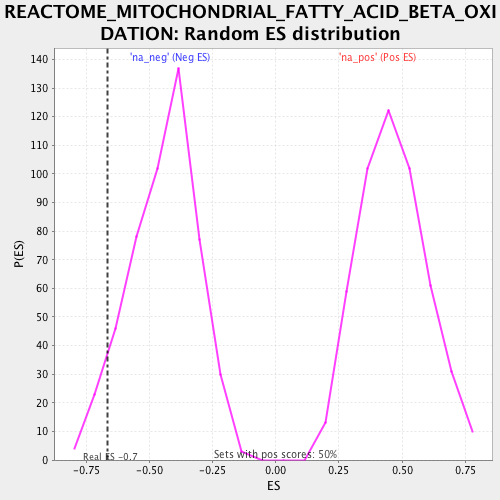 REACTOME_MITOCHONDRIAL_FATTY_ACID_BETA_OXI
DATION: Random ES distribution
'na_neg' (Neg ES)
'na_pos' (Pos ES)
140
130
120
110
100
90
80
70
60
50
40
30
20
10
0
P(ES)
Real ES -0.7
Sets with pos scores: 50%
-0.75
-0.50
-0.25
0.00
0.25
0.50
0.75
ES